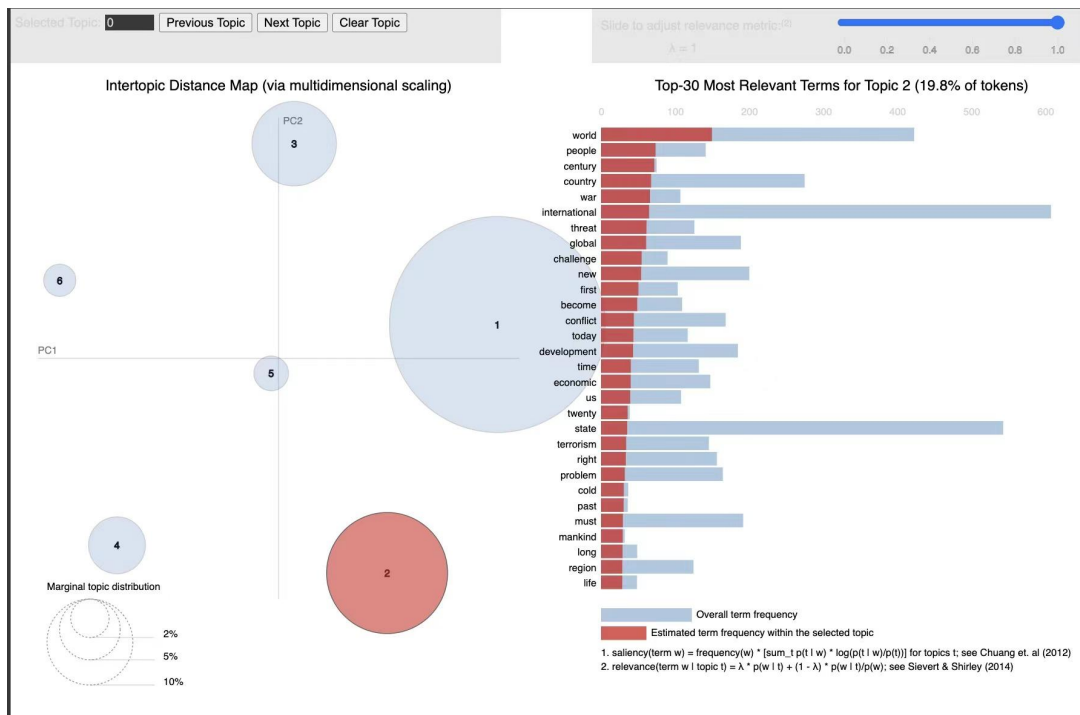 Selected Topic: 0 Previous Topic Next Topic Clear Topic
Slide to adjust relevance metric:(2)
λ = 1
0.0 0.2 0.4 0.6 0.8 1.0
Intertopic Distance Map (via multidimensional scaling)
PC2
3
6
1
PC1
5
4
2
Marginal topic distribution
2%
5%
10%
Top-30 Most Relevant Terms for Topic 2 (19.8% of tokens)
0 100 200 300 400 500 600
world
people
century
country
war
international
threat
global
challenge
new
first
become
conflict
today
development
time
economic
us
twenty
state
terrorism
right
problem
cold
past
must
mankind
long
region
life
Overall term frequency
Estimated term frequency within the selected topic
1. saliency(term w) = frequency(w) * [sum_t p(t | w) * log(p(t | w)/p(t))] for topics t; see Chuang et. al (2012)
2. relevance(term w | topic t) = λ * p(w | t) + (1 - λ) * p(w | t)/p(w); see Sievert & Shirley (2014)